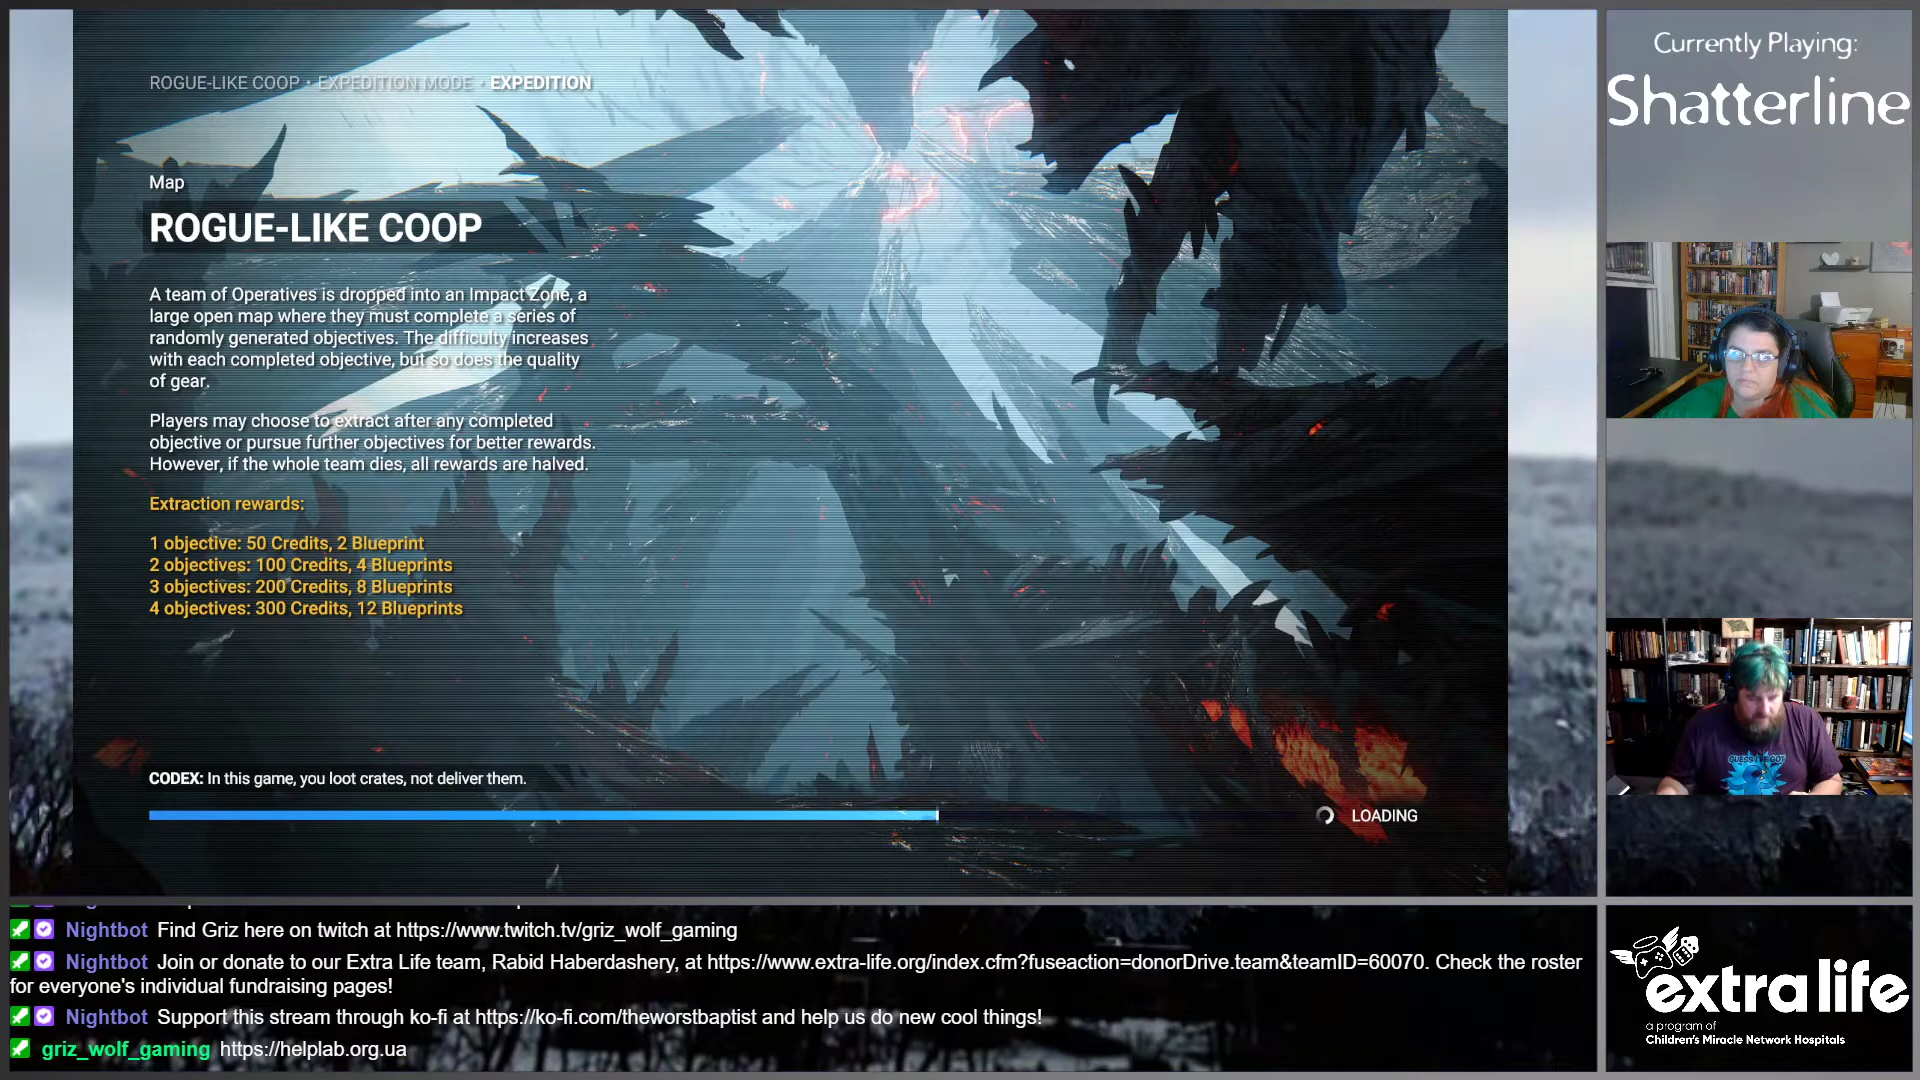 Currently Playing:
Shatterline
ROGUE-LIKE COOP • EXPEDITION MODE • EXPEDITION
Map
ROGUE-LIKE COOP
A team of Operatives is dropped into an Impact Zone, a
large open map where they must complete a series of
randomly generated objectives. The difficulty increases
with each completed objective, but so does the quality
of gear.
Players may choose to extract after any completed
objective or pursue further objectives for better rewards.
However, if the whole team dies, all rewards are halved.
Extraction rewards:
1 objective: 50 Credits, 2 Blueprint
2 objectives: 100 Credits, 4 Blueprints
3 objectives: 200 Credits, 8 Blueprints
4 objectives: 300 Credits, 12 Blueprints
CODEX: In this game, you loot crates, not deliver them.
LOADING
Nightbot Find Griz here on twitch at https://www.twitch.tv/griz_wolf_gaming
Nightbot Join or donate to our Extra Life team, Rabid Haberdashery, at https://www.extra-life.org/index.cfm?fuseaction=donorDrive.team&teamID=60070. Check the roster
for everyone's individual fundraising pages!
Nightbot Support this stream through ko-fi at https://ko-fi.com/theworstbaptist and help us do new cool things!
griz_wolf_gaming https://helplab.org.ua
extra life
a program of
Children's Miracle Network Hospitals